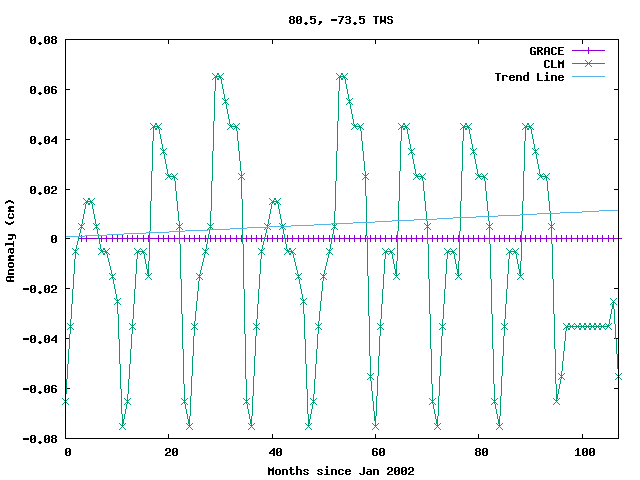 80.5, -73.5 TWS
GRACE
CLM
Trend Line
0.08
0.06
0.04
0.02
0
-0.02
-0.04
-0.06
-0.08
Anomaly (cm)
0 20 40 60 80 100
Months since Jan 2002